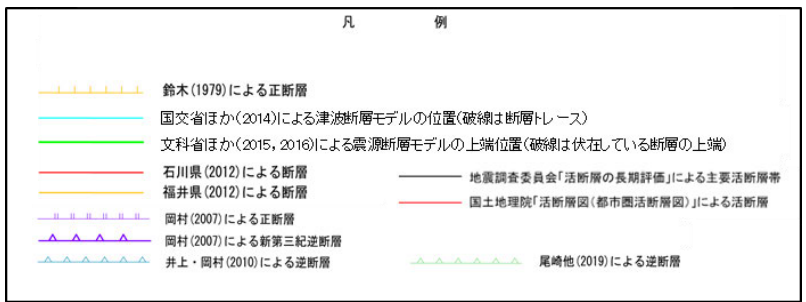 凡 例
鈴木(1979)による正断層
国交省ほか(2014)による津波断層モデルの位置(破線は断層トレース)
文科省ほか(2015, 2016)による震源断層モデルの上端位置(破線は伏在している断層の上端)
石川県(2012)による断層
福井県(2012)による断層
岡村(2007)による正断層
岡村(2007)による新第三紀逆断層
井上・岡村(2010)による逆断層
地震調査委員会「活断層の長期評価」による主要活断層帯
国土地理院「活断層図(都市圏活断層図)」による活断層
尾崎他(2019)による逆断層